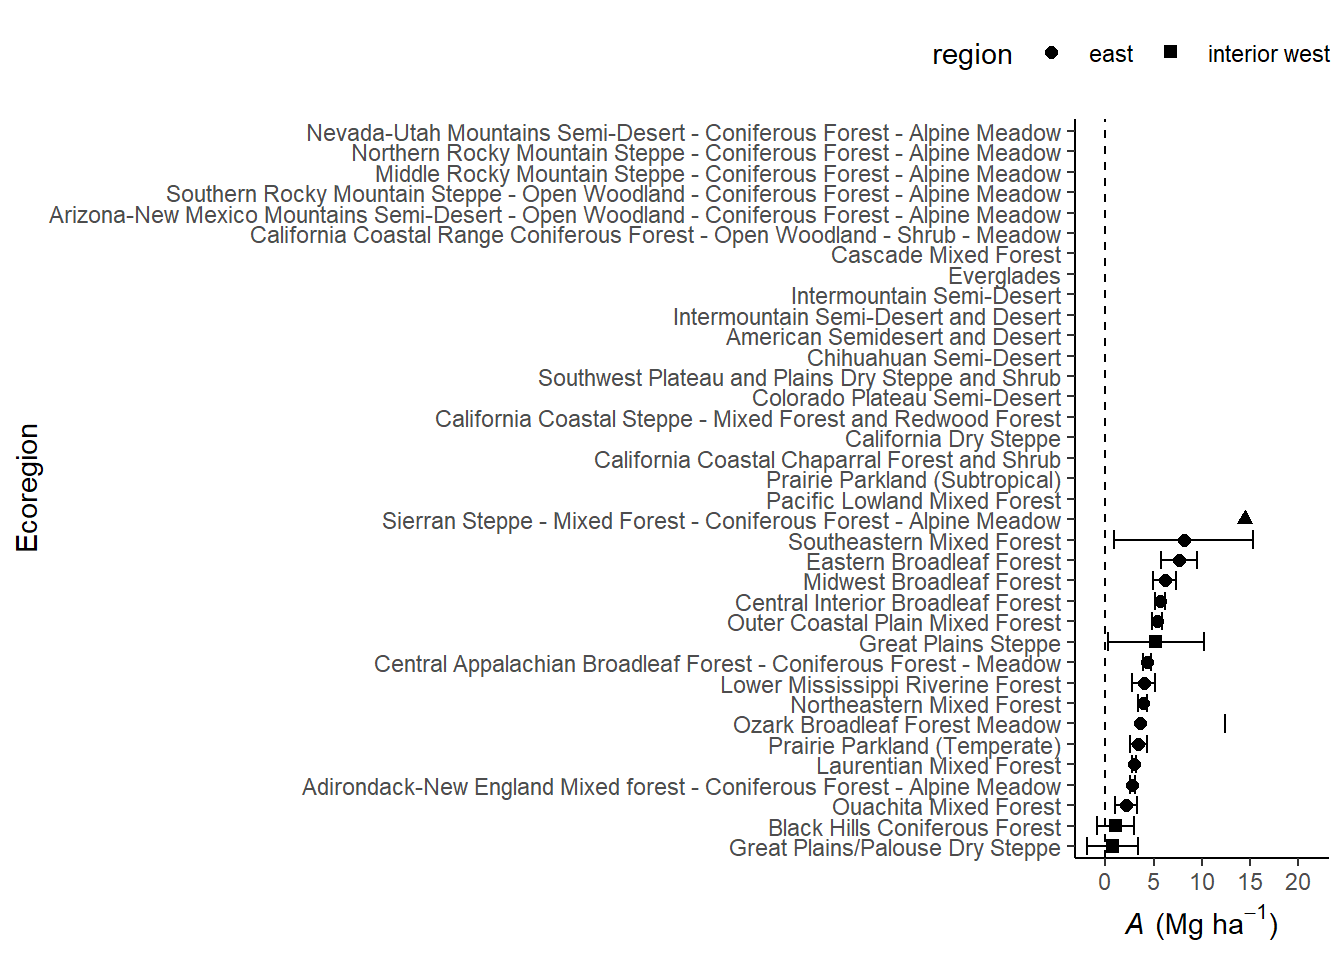 region east interior west
Nevada-Utah Mountains Semi-Desert - Coniferous Forest - Alpine Meadow
Northern Rocky Mountain Steppe - Coniferous Forest - Alpine Meadow
Middle Rocky Mountain Steppe - Coniferous Forest - Alpine Meadow
Southern Rocky Mountain Steppe - Open Woodland - Coniferous Forest - Alpine Meadow
Arizona-New Mexico Mountains Semi-Desert - Open Woodland - Coniferous Forest - Alpine Meadow
California Coastal Range Coniferous Forest - Open Woodland - Shrub - Meadow
Cascade Mixed Forest
Everglades
Intermountain Semi-Desert
Intermountain Semi-Desert and Desert
American Semidesert and Desert
Chihuahuan Semi-Desert
Southwest Plateau and Plains Dry Steppe and Shrub
Colorado Plateau Semi-Desert
California Coastal Steppe - Mixed Forest and Redwood Forest
California Dry Steppe
California Coastal Chaparral Forest and Shrub
Prairie Parkland (Subtropical)
Pacific Lowland Mixed Forest
Sierran Steppe - Mixed Forest - Coniferous Forest - Alpine Meadow
Southeastern Mixed Forest
Eastern Broadleaf Forest
Midwest Broadleaf Forest
Central Interior Broadleaf Forest
Outer Coastal Plain Mixed Forest
Great Plains Steppe
Central Appalachian Broadleaf Forest - Coniferous Forest - Meadow
Lower Mississippi Riverine Forest
Northeastern Mixed Forest
Ozark Broadleaf Forest Meadow
Prairie Parkland (Temperate)
Laurentian Mixed Forest
Adirondack-New England Mixed forest - Coniferous Forest - Alpine Meadow
Ouachita Mixed Forest
Black Hills Coniferous Forest
Great Plains/Palouse Dry Steppe
Ecoregion
0 5 10 15 20
A (Mg ha⁻¹)